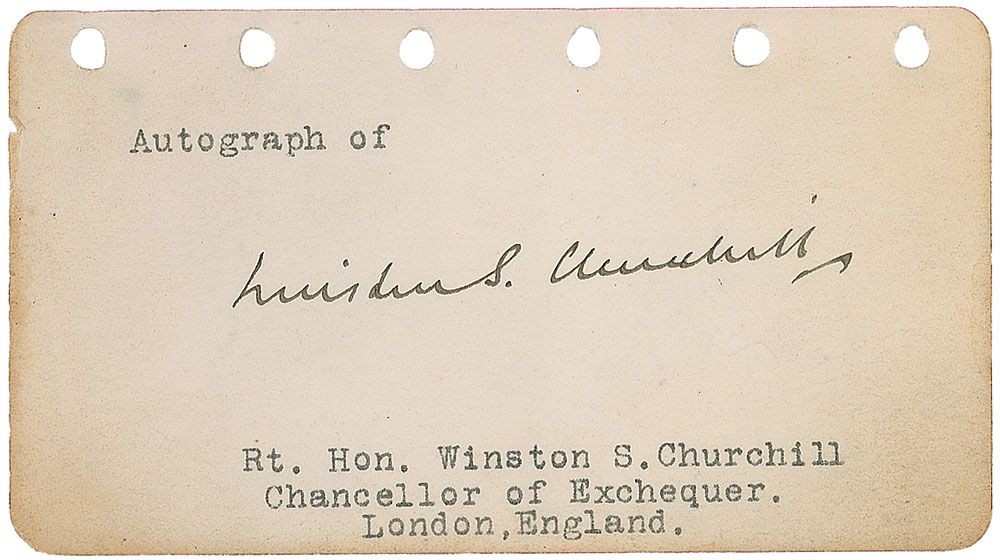 Autograph of
Winston S. Churchill
Rt. Hon. Winston S.Churchill
Chancellor of Exchequer.
London,England.